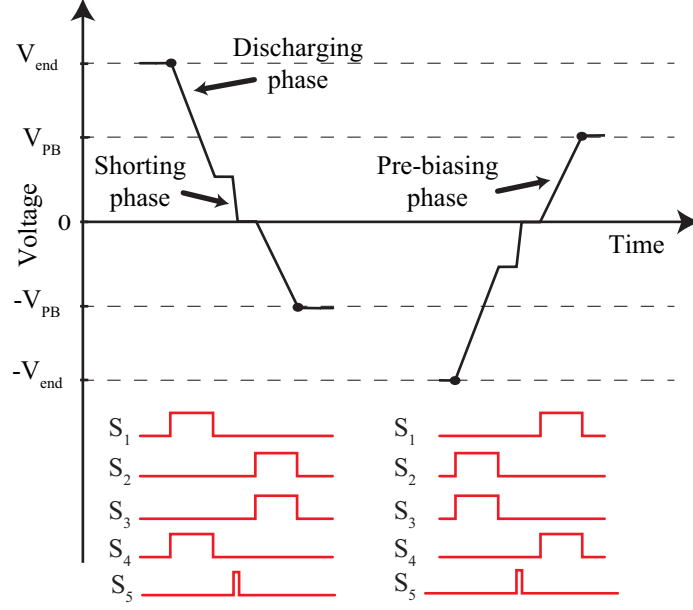 V_end
Discharging
phase
V_PB
Shorting
phase
Pre-biasing
phase
Voltage
0
Time
-V_PB
-V_end
S_1
S_1
S_2
S_2
S_3
S_3
S_4
S_4
S_5
S_5